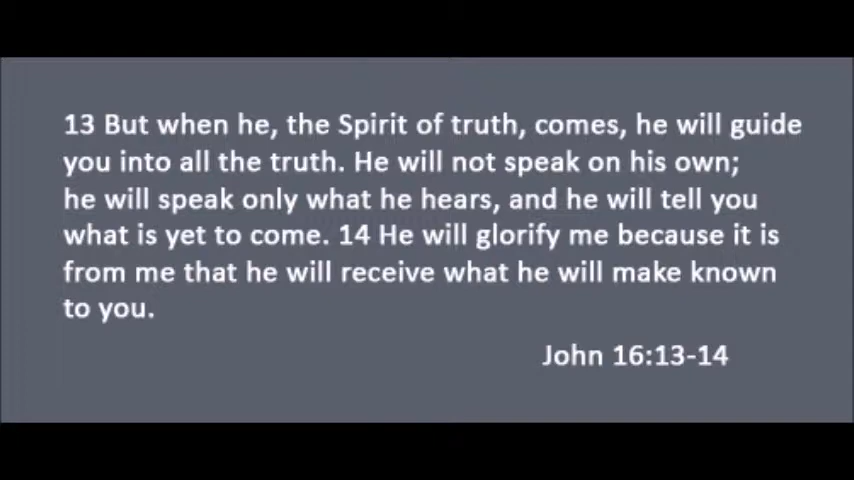 13 But when he, the Spirit of truth, comes, he will guide
you into all the truth. He will not speak on his own;
he will speak only what he hears, and he will tell you
what is yet to come. 14 He will glorify me because it is
from me that he will receive what he will make known
to you.
John 16:13-14